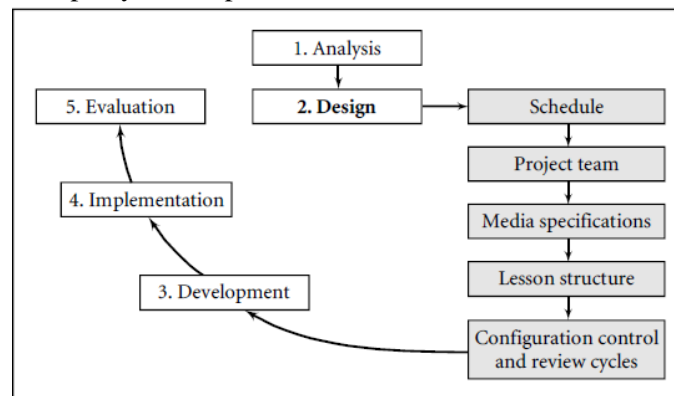 1. Analysis
2. Design
Schedule
Project team
Media specifications
Lesson structure
Configuration control
and review cycles
3. Development
4. Implementation
5. Evaluation